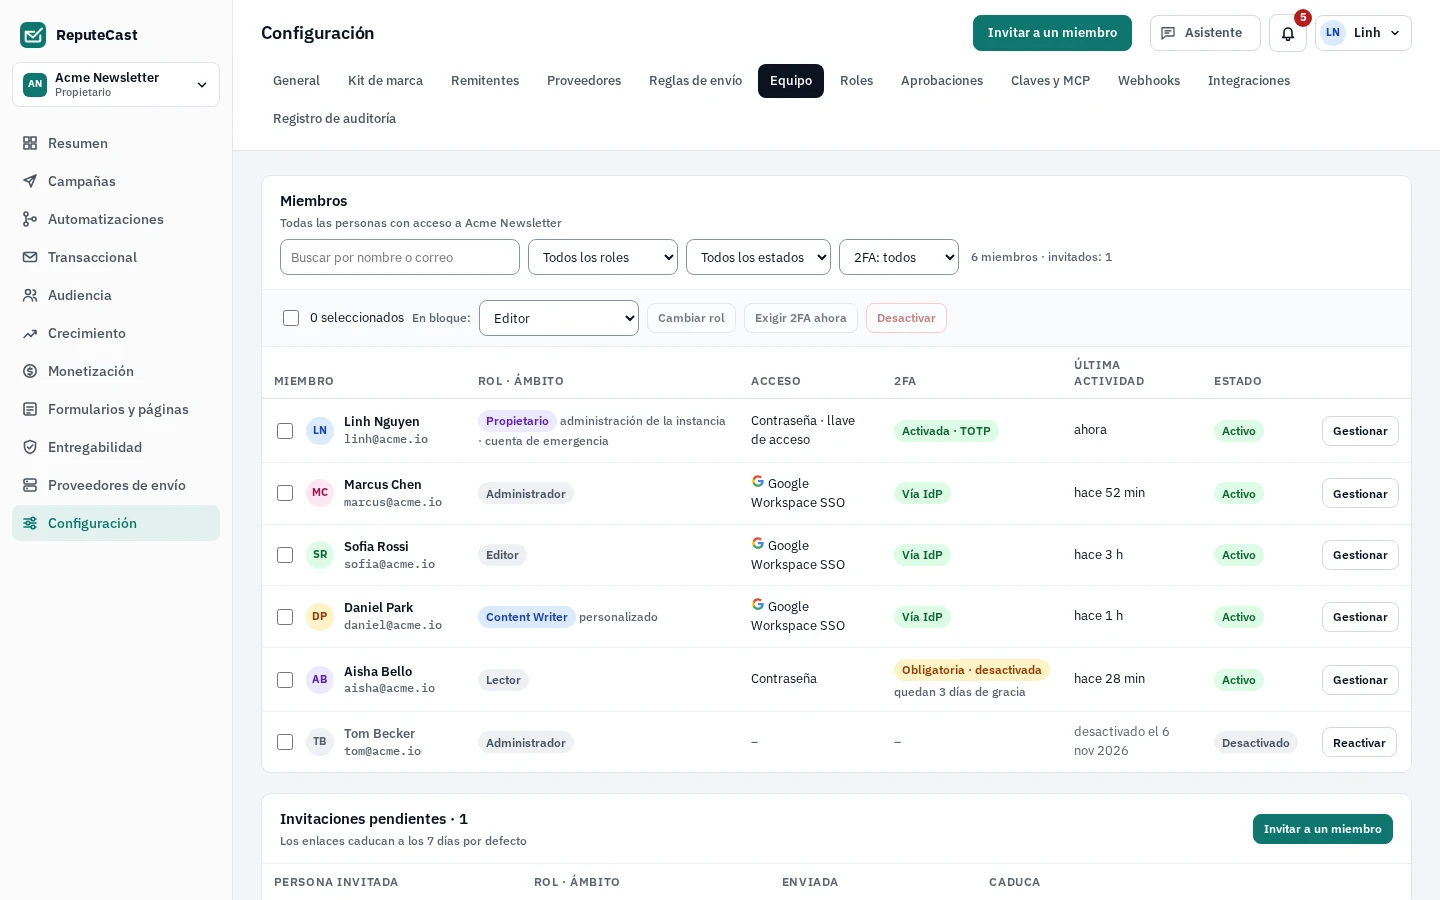 ReputeCast
AN
Acme Newsletter
Propietario
Resumen
Campañas
Automatizaciones
Transaccional
Audiencia
Crecimiento
Monetización
Formularios y páginas
Entregabilidad
Proveedores de envío
Configuración
Configuración
Invitar a un miembro
Asistente
5
LN
Linh
General
Kit de marca
Remitentes
Proveedores
Reglas de envío
Equipo
Roles
Aprobaciones
Claves y MCP
Webhooks
Integraciones
Registro de auditoría
Miembros
Todas las personas con acceso a Acme Newsletter
Buscar por nombre o correo
Todos los roles
Todos los estados
2FA: todos
6 miembros · invitados: 1
0 seleccionados
En bloque:
Editor
Cambiar rol
Exigir 2FA ahora
Desactivar
MIEMBRO
ROL · ÁMBITO
ACCESO
2FA
ÚLTIMA
ACTIVIDAD
ESTADO
LN
Linh Nguyen
linh@acme.io
Propietario administración de la instancia
· cuenta de emergencia
Contraseña · llave
de acceso
Activada · TOTP
ahora
Activo
Gestionar
MC
Marcus Chen
marcus@acme.io
Administrador
Google
Workspace SSO
Vía IdP
hace 52 min
Activo
Gestionar
SR
Sofia Rossi
sofia@acme.io
Editor
Google
Workspace SSO
Vía IdP
hace 3 h
Activo
Gestionar
DP
Daniel Park
daniel@acme.io
Content Writer personalizado
Google
Workspace SSO
Vía IdP
hace 1 h
Activo
Gestionar
AB
Aisha Bello
aisha@acme.io
Lector
Contraseña
Obligatoria · desactivada
quedan 3 días de gracia
hace 28 min
Activo
Gestionar
TB
Tom Becker
tom@acme.io
Administrador
–
–
desactivado el 6
nov 2026
Desactivado
Reactivar
Invitaciones pendientes · 1
Los enlaces caducan a los 7 días por defecto
Invitar a un miembro
PERSONA INVITADA
ROL · ÁMBITO
ENVIADA
CADUCA